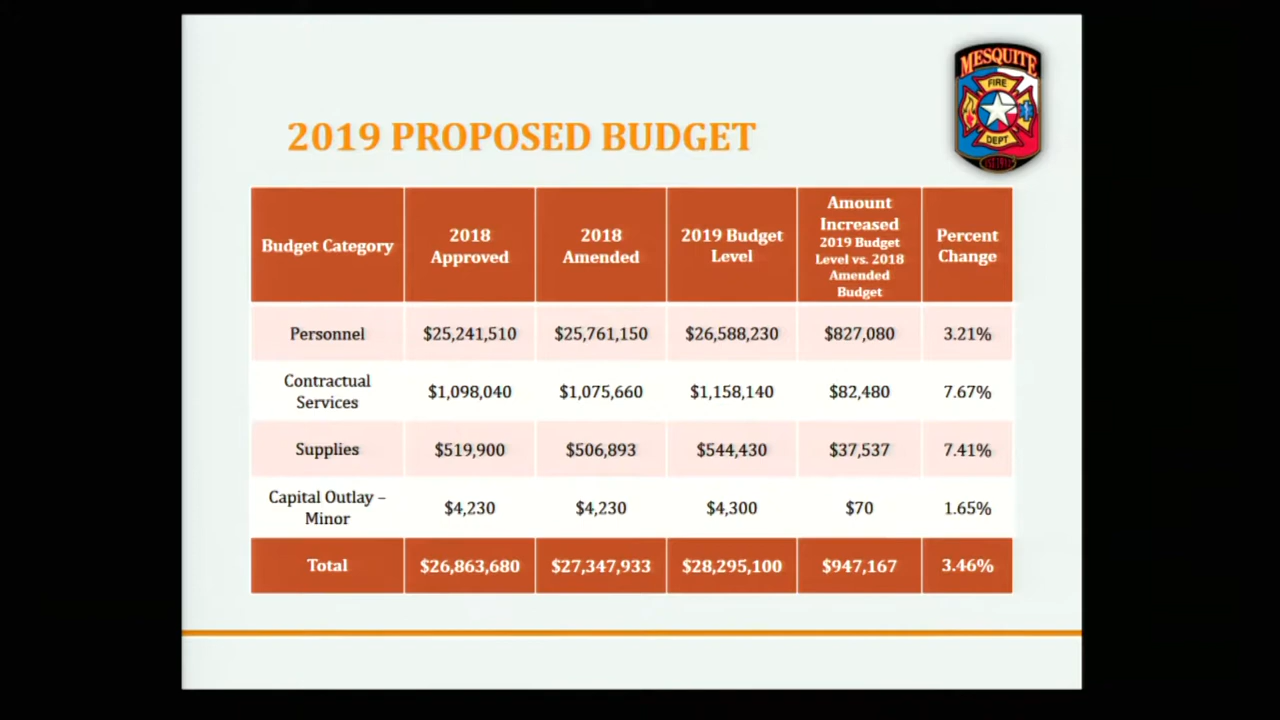 MESQUITE
FIRE
DEPT
2019 PROPOSED BUDGET
Budget Category
2018
Approved
2018
Amended
2019 Budget
Level
Amount
Increased
2019 Budget
Level vs. 2018
Amended
Budget
Percent
Change
Personnel
$25,241,510
$25,761,150
$26,588,230
$827,080
3.21%
Contractual
Services
$1,098,040
$1,075,660
$1,158,140
$82,480
7.67%
Supplies
$519,900
$506,893
$544,430
$37,537
7.41%
Capital Outlay –
Minor
$4,230
$4,230
$4,300
$70
1.65%
Total
$26,863,680
$27,347,933
$28,295,100
$947,167
3.46%